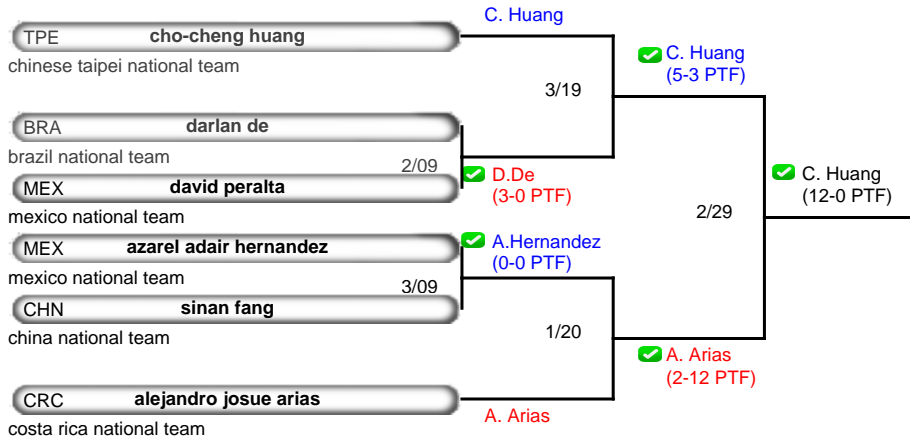 C. Huang
TPE cho-cheng huang
chinese taipei national team
C. Huang
(5-3 PTF)
3/19
BRA darlan de
brazil national team
2/09
MEX david peralta
mexico national team
D.De
(3-0 PTF)
C. Huang
(12-0 PTF)
2/29
MEX azarel adair hernandez
mexico national team
A.Hernandez
(0-0 PTF)
3/09
CHN sinan fang
china national team
1/20
A. Arias
(2-12 PTF)
CRC alejandro josue arias
costa rica national team
A. Arias